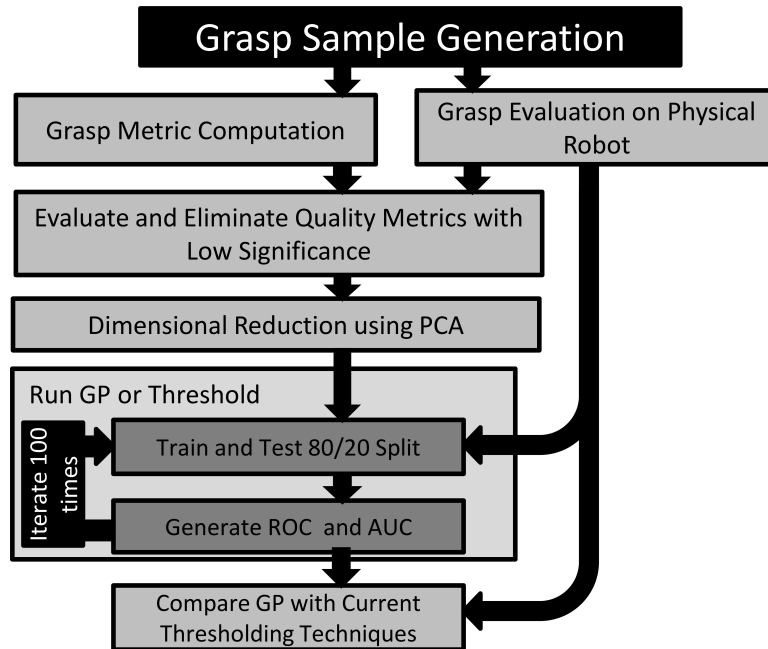 Grasp Sample Generation
Grasp Metric Computation
Grasp Evaluation on Physical
Robot
Evaluate and Eliminate Quality Metrics with
Low Significance
Dimensional Reduction using PCA
Run GP or Threshold
Iterate 100
times
Train and Test 80/20 Split
Generate ROC and AUC
Compare GP with Current
Thresholding Techniques